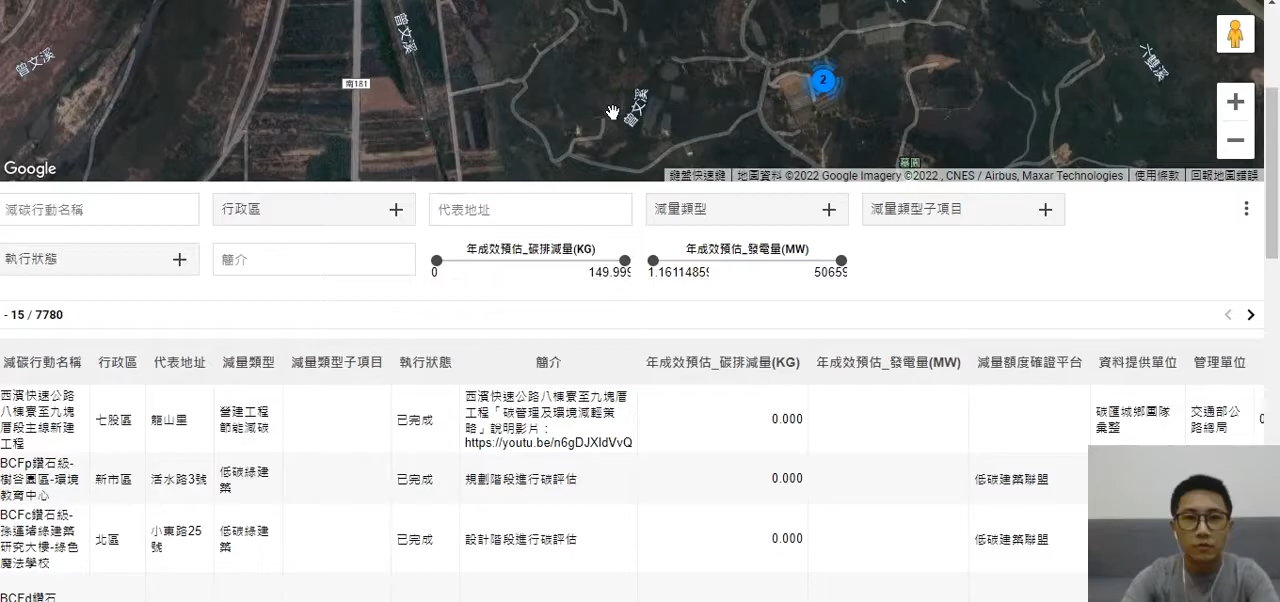 曾文溪
曾文溪
南181
曾文溪
2
六雙溪
墓園
Google
鍵盤快速鍵 地圖資料 ©2022 Google Imagery ©2022 , CNES / Airbus, Maxar Technologies 使用條款 回報地圖錯誤
減碳行動名稱 行政區 代表地址 減量類型 減量類型子項目
執行狀態 簡介 年成效預估_碳排減量(KG) 年成效預估_發電量(MW)
0 149.999 1.16114859 50659
- 15 / 7780
減碳行動名稱 行政區 代表地址 減量類型 減量類型子項目 執行狀態 簡介 年成效預估_碳排減量(KG) 年成效預估_發電量(MW) 減量額度確證平台 資料提供單位 管理單位
西濱快速公路
八棟寮至九塊
厝段主線新建
工程
七股區
龍山里
營建工程
節能減碳
已完成
西濱快速公路八棟寮至九塊厝
工程「碳管理及環境減輕策
略」說明影片：
https://youtu.be/n6gDJXIdVvQ
0.000
碳匯城鄉團隊
彙整
交通部公
路總局
BCFp鑽石級-
樹谷園區-環境
教育中心
新市區
活水路3號
低碳綠建
築
已完成
規劃階段進行碳評估
0.000
低碳建築聯盟
BCFc鑽石級-
孫運璿綠建築
研究大樓-綠色
魔法學校
北區
小東路25
號
低碳綠建
築
已完成
設計階段進行碳評估
0.000
低碳建築聯盟
BCFd鑽石